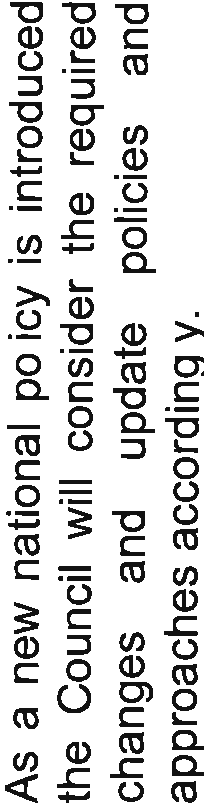 As a new national po icy is introduced
the Council will consider the required
changes and update policies and
approaches according y.